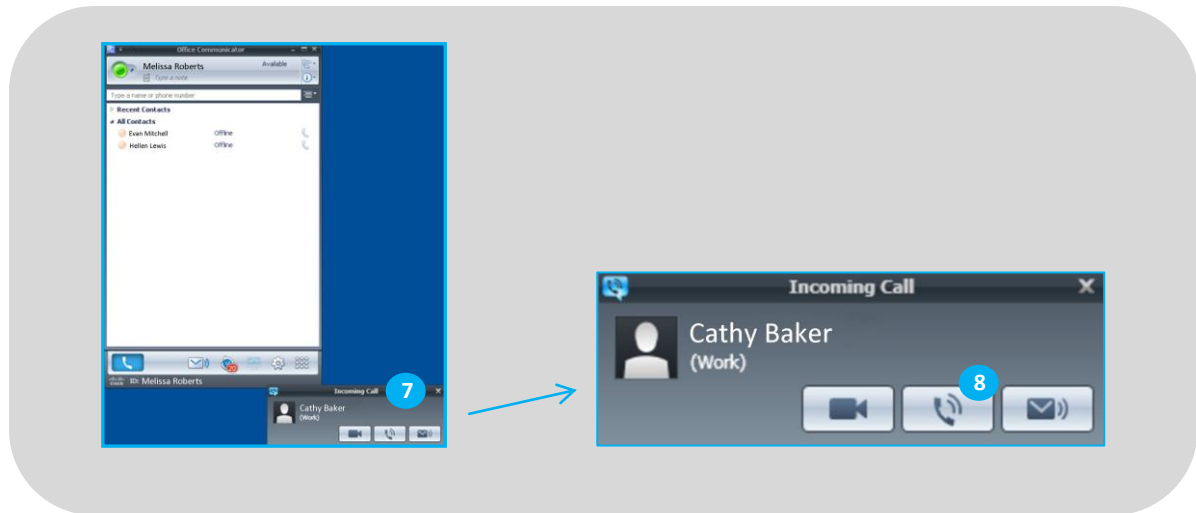 Office Communicator
Melissa Roberts
Available
Type a note
Type a name or phone number
Recent Contacts
All Contacts
Evan Mitchell Offline
Hellen Lewis Offline
ID: Melissa Roberts
Incoming Call
7
Cathy Baker
(Work)
Incoming Call
Cathy Baker
(Work)
8